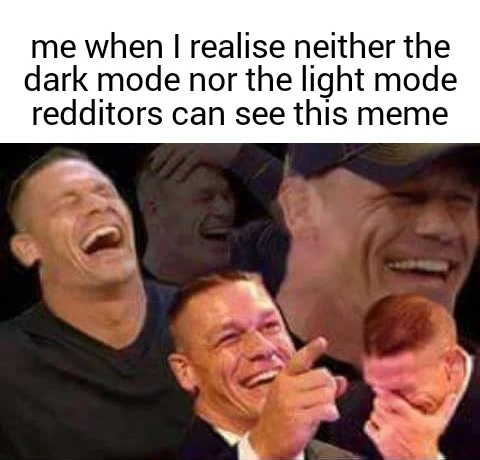 me when I realise neither the
dark mode nor the light mode
redditors can see this meme